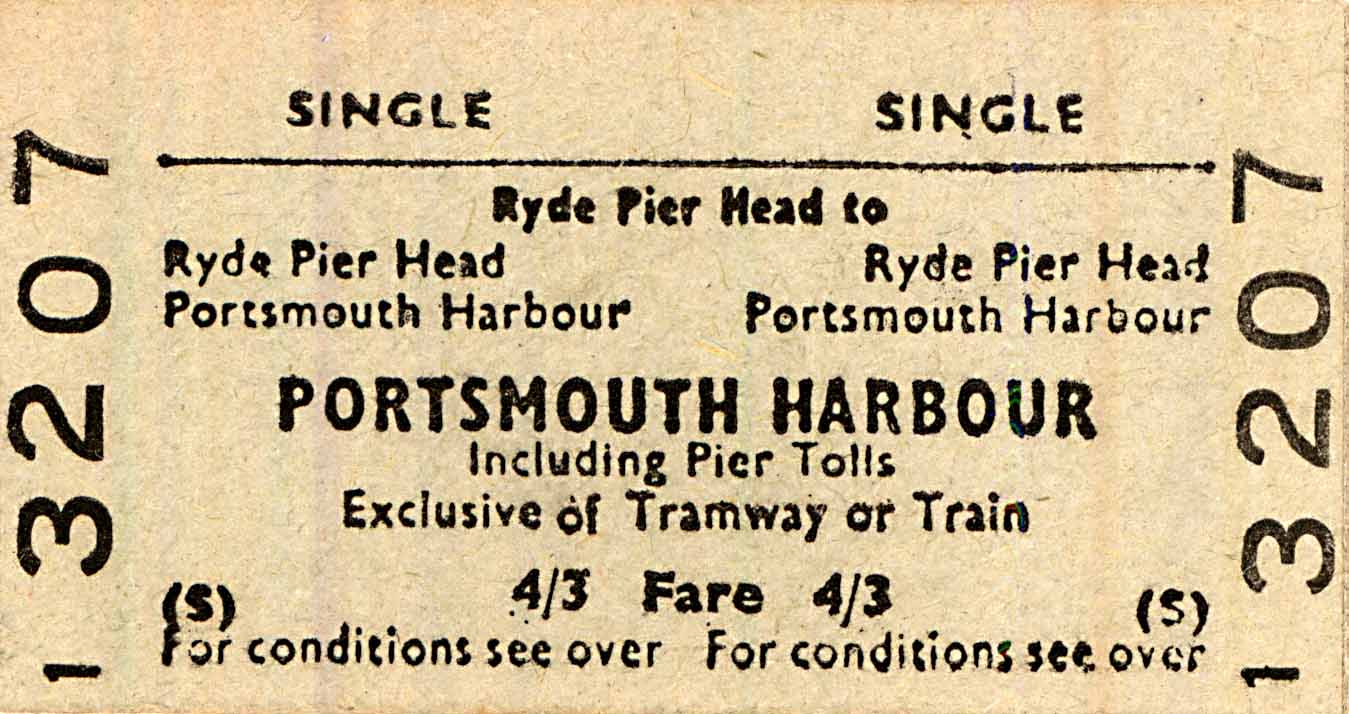 SINGLE SINGLE
Ryde Pier Head to
Ryde Pier Head Ryde Pier Head
Portsmouth Harbour Portsmouth Harbour
PORTSMOUTH HARBOUR
Including Pier Tolls
Exclusive of Tramway or Train
4/3 Fare 4/3
(S) (S)
For conditions see over For conditions see over
13207
13207